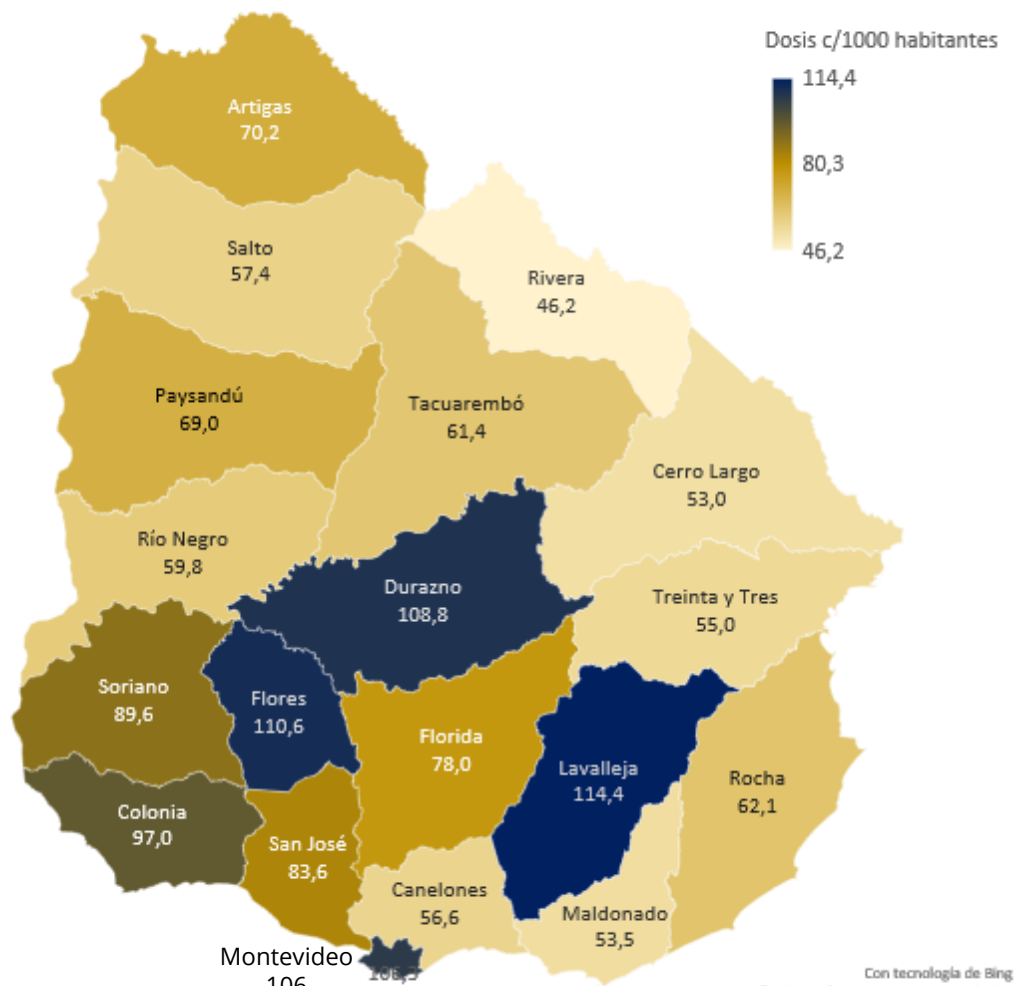 Dosis c/1000 habitantes
114,4
80,3
46,2
Artigas
70,2
Salto
57,4
Rivera
46,2
Paysandú
69,0
Tacuarembó
61,4
Cerro Largo
53,0
Río Negro
59,8
Durazno
108,8
Treinta y Tres
55,0
Soriano
89,6
Flores
110,6
Florida
78,0
Lavalleja
114,4
Rocha
62,1
Colonia
97,0
San José
83,6
Canelones
56,6
Maldonado
53,5
Montevideo
106
Con tecnología de Bing